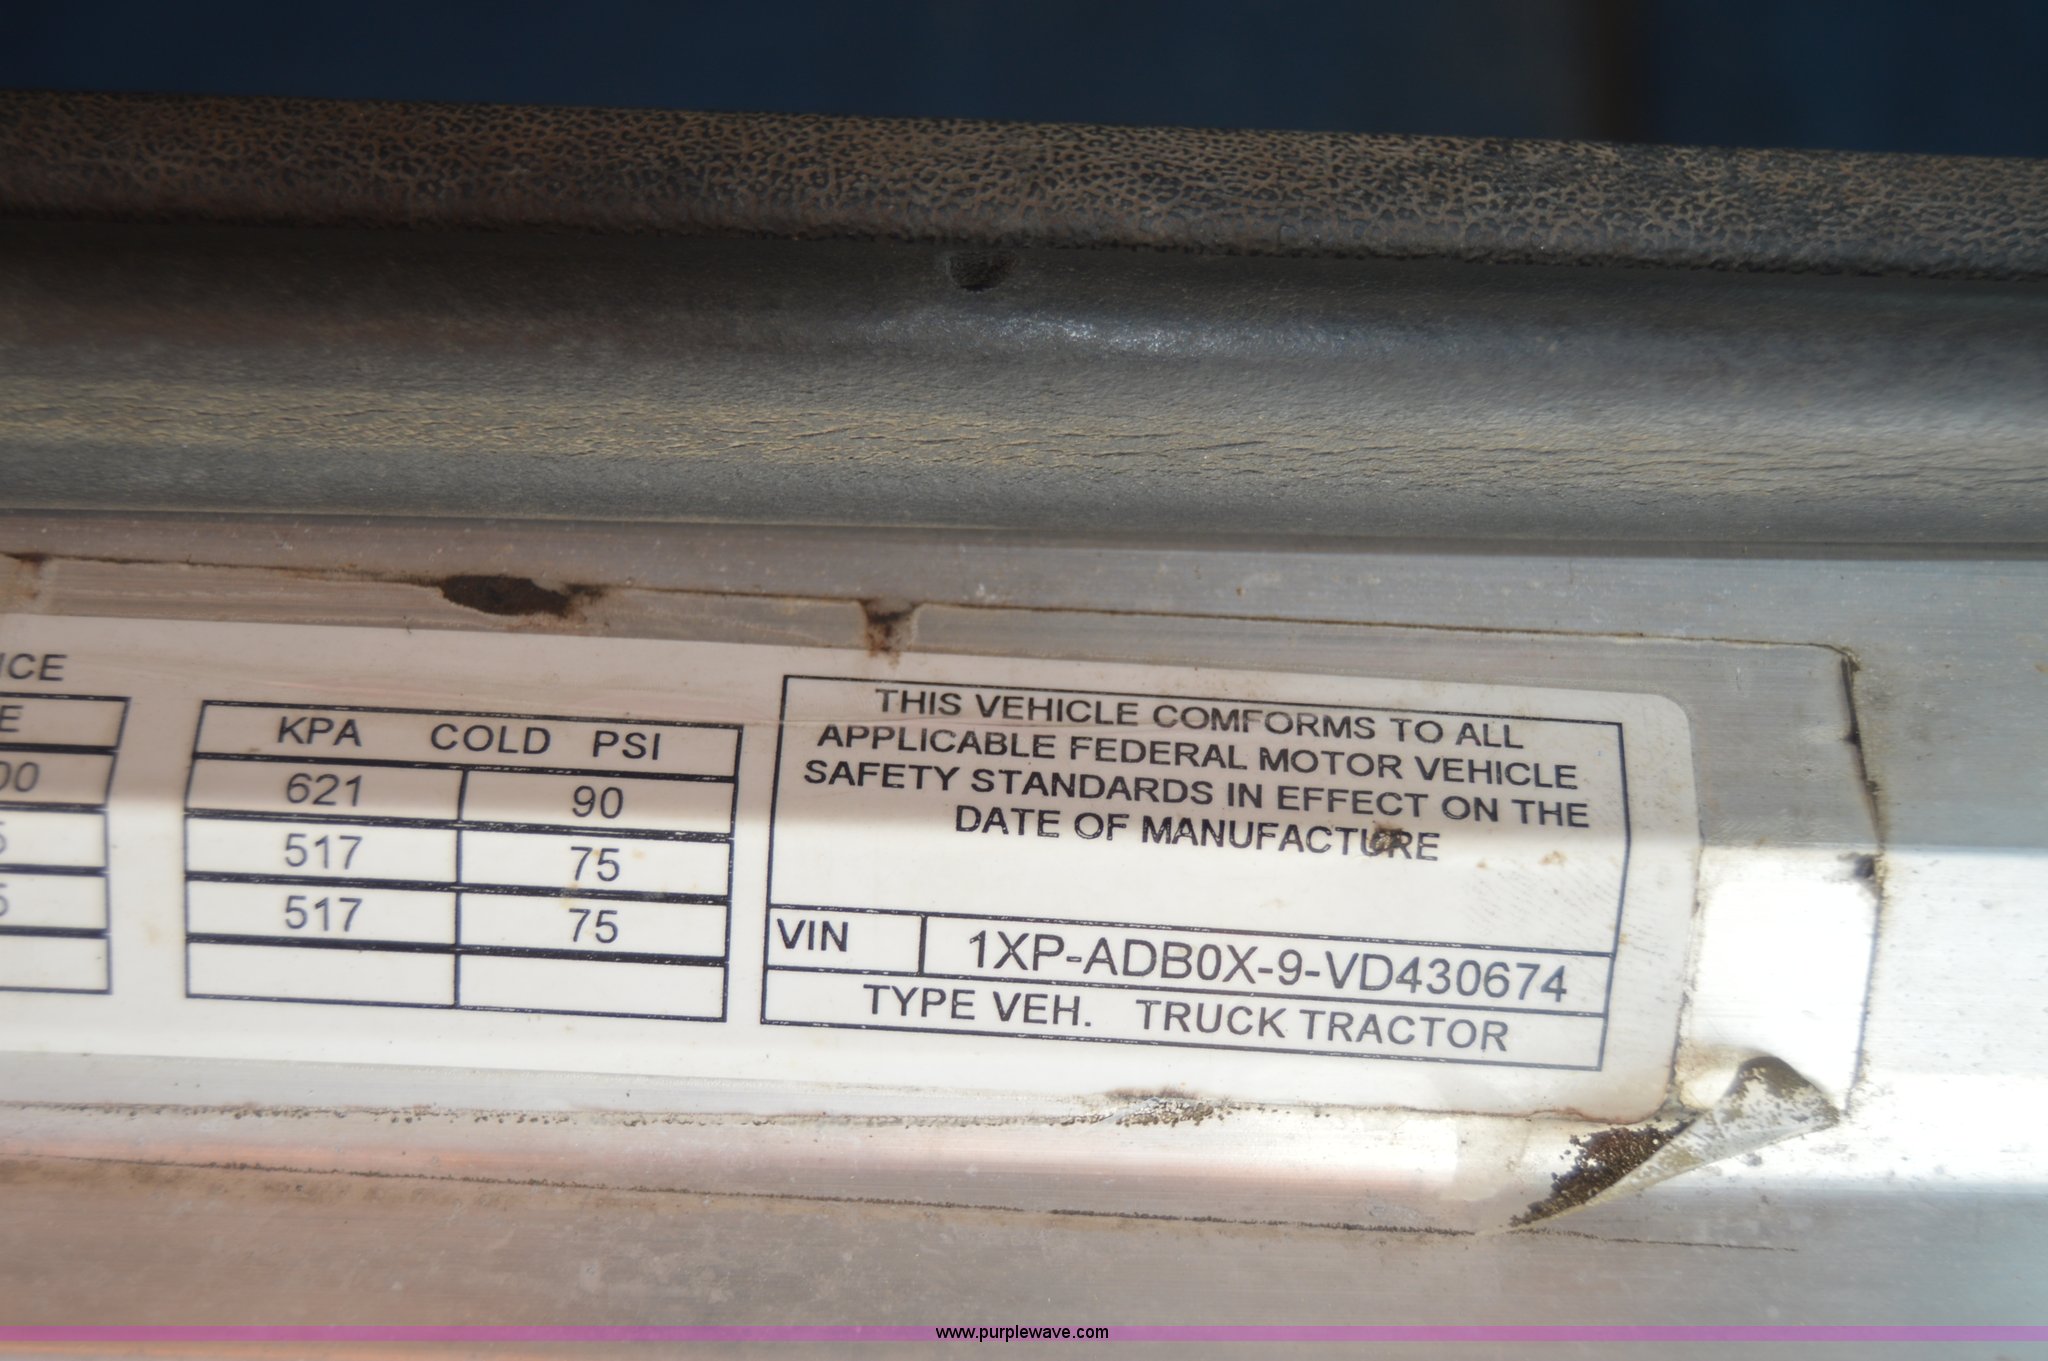 ICE
E
KPA COLD PSI
00
621 90
5
517 75
5
517 75
THIS VEHICLE COMFORMS TO ALL
APPLICABLE FEDERAL MOTOR VEHICLE
SAFETY STANDARDS IN EFFECT ON THE
DATE OF MANUFACTURE
VIN 1XP-ADB0X-9-VD430674
TYPE VEH. TRUCK TRACTOR
www.purplewave.com